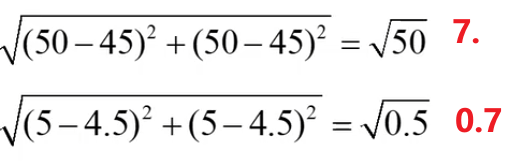 √(50−45)² + (50−45)² = √50 7.
√(5−4.5)² + (5−4.5)² = √0.5 0.7